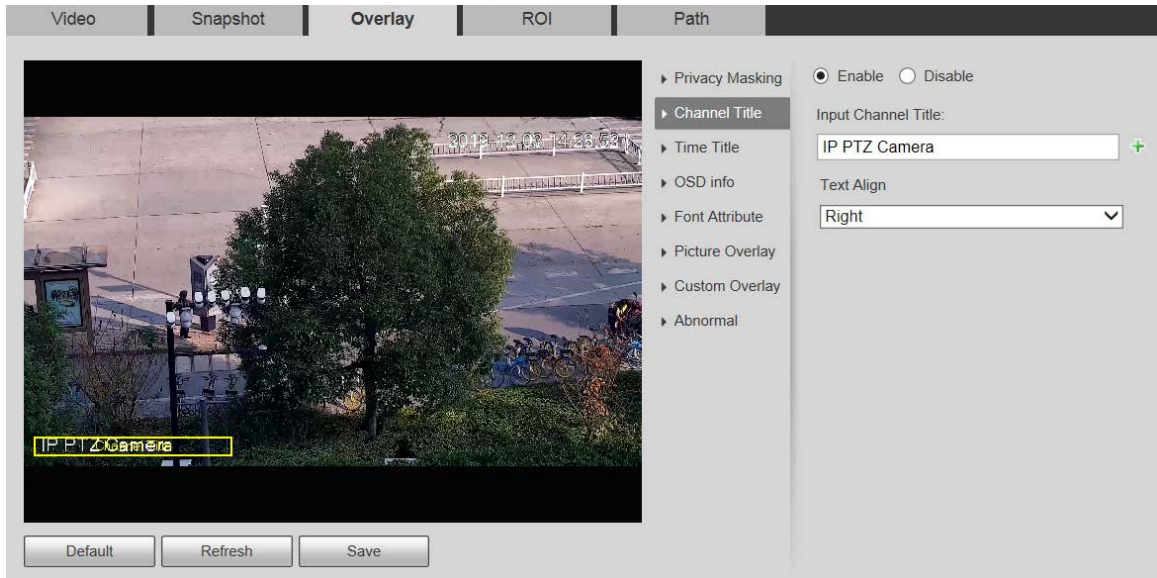 Video Snapshot Overlay ROI Path
Privacy Masking
Channel Title
Time Title
OSD info
Font Attribute
Picture Overlay
Custom Overlay
Abnormal
Enable Disable
Input Channel Title:
IP PTZ Camera
Text Align
Right
IP PTZ Camera
Default Refresh Save